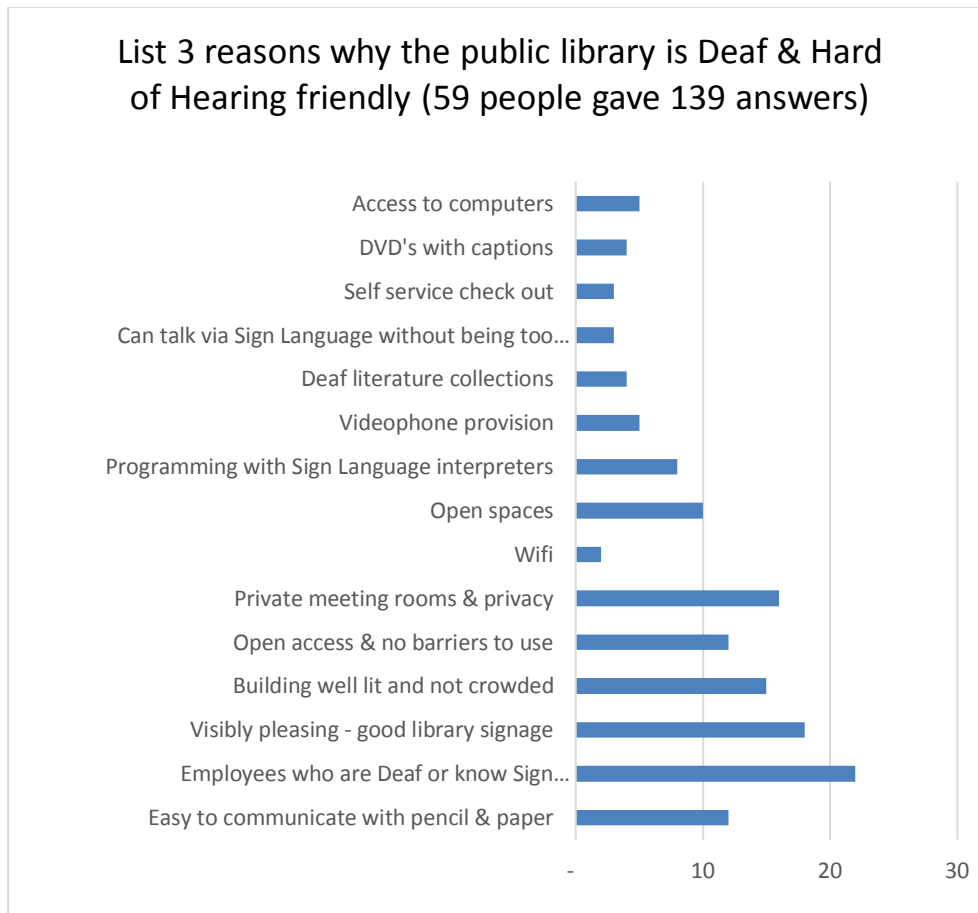 List 3 reasons why the public library is Deaf & Hard
of Hearing friendly (59 people gave 139 answers)
Access to computers
DVD's with captions
Self service check out
Can talk via Sign Language without being too…
Deaf literature collections
Videophone provision
Programming with Sign Language interpreters
Open spaces
Wifi
Private meeting rooms & privacy
Open access & no barriers to use
Building well lit and not crowded
Visibly pleasing - good library signage
Employees who are Deaf or know Sign…
Easy to communicate with pencil & paper
- 10 20 30